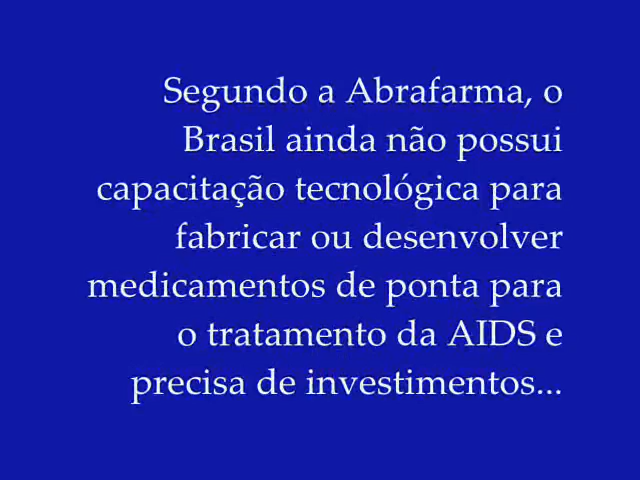 Segundo a Abrafarma, o
Brasil ainda não possui
capacitação tecnológica para
fabricar ou desenvolver
medicamentos de ponta para
o tratamento da AIDS e
precisa de investimentos...